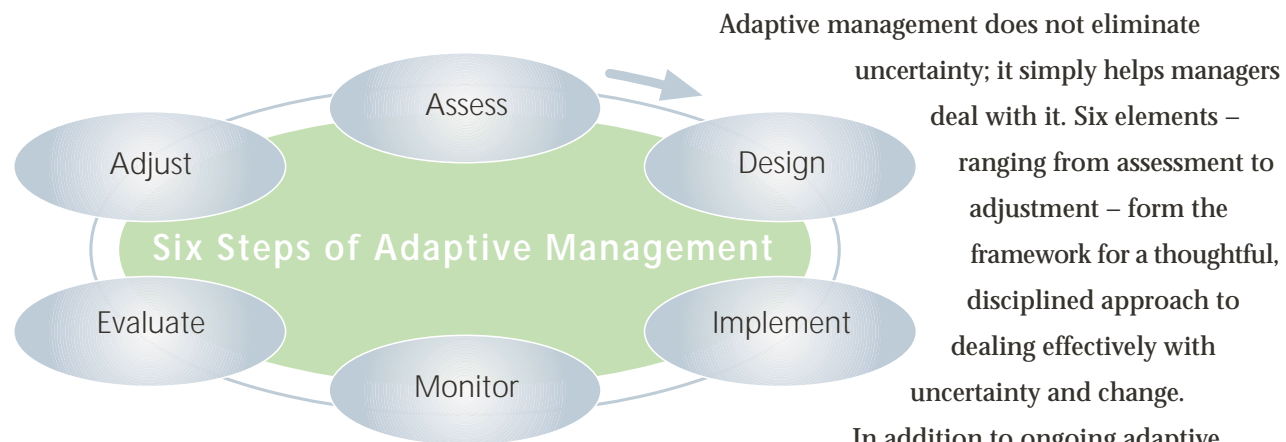 Assess
Design
Implement
Monitor
Evaluate
Adjust
Six Steps of Adaptive Management
Adaptive management does not eliminate
uncertainty; it simply helps managers
deal with it. Six elements –
ranging from assessment to
adjustment – form the
framework for a thoughtful,
disciplined approach to
dealing effectively with
uncertainty and change.
In addition to ongoing adaptive